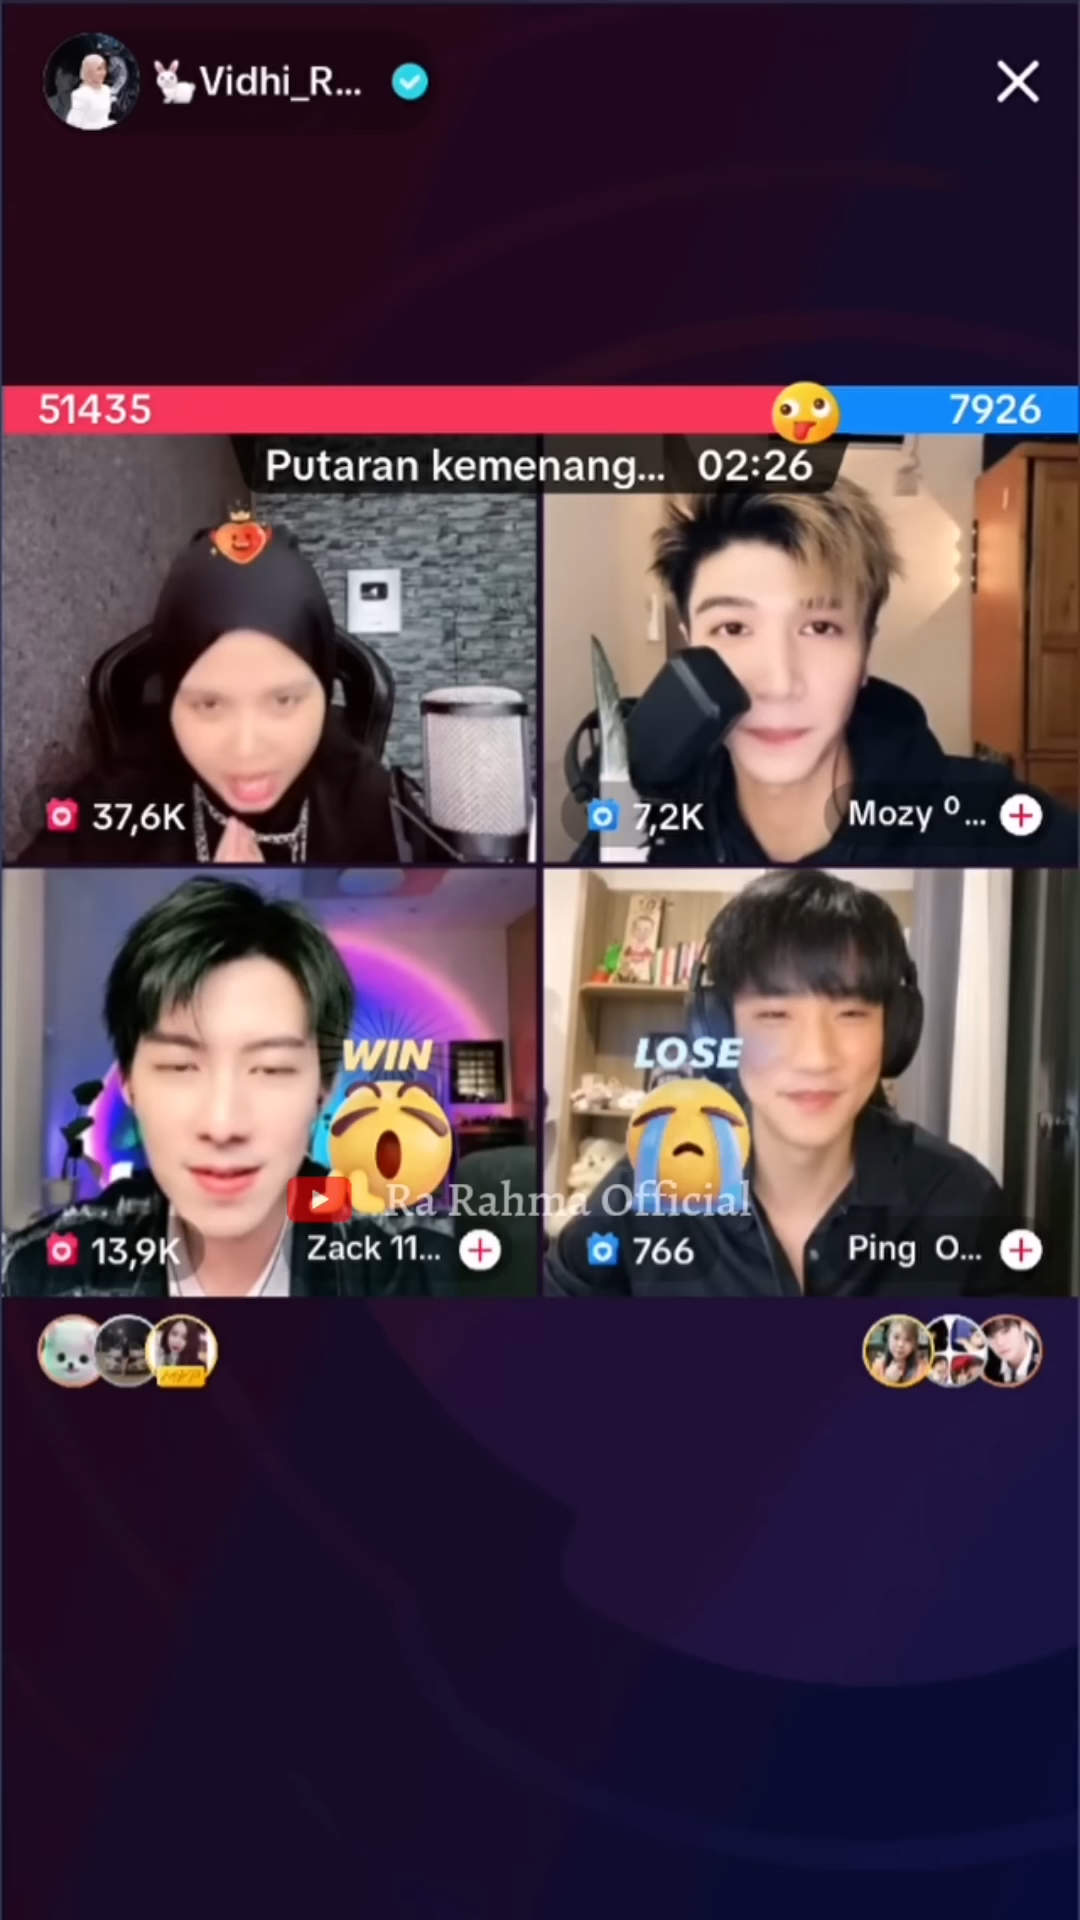 Vidhi_R...
51435
7926
Putaran kemenang... 02:26
37,6K
7,2K
Mozy ⁰...
WIN
LOSE
Ra Rahma Official
13,9K
Zack 11...
766
Ping O...